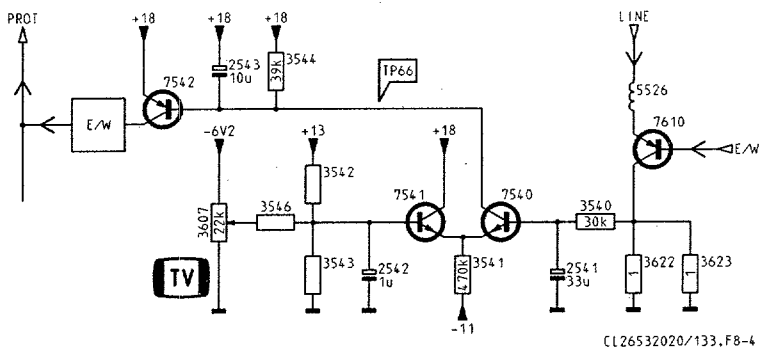 PROT
+18
+18
+18
LINE
2543
10u
3544
39k
TP66
7542
5526
7610
E/W
E/W
-6V2
+13
+18
3542
7541
7540
3546
3540
30k
3607
22k
3543
2542
1u
470k
3541
2541
33u
1
3622
1
3623
TV
-11
CL26532020/133.F8-4